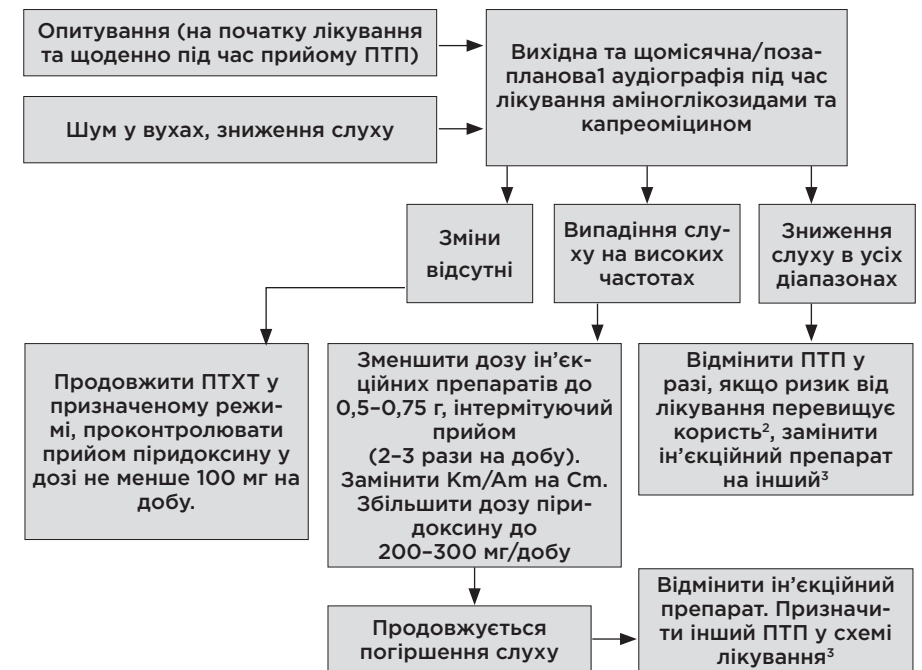 Опитування (на початку лікування
та щоденно під час прийому ПТП)
Шум у вухах, зниження слуху
Вихідна та щомісячна/поза-
планова1 аудіографія під час
лікування аміноглікозидами та
капреоміцином
Зміни
відсутні
Випадіння слу-
ху на високих
частотах
Зниження
слуху в усіх
діапазонах
Продовжити ПТХТ у
призначеному режи-
мі, проконтролювати
прийом піридоксину у
дозі не менше 100 мг на
добу.
Зменшити дозу ін’єк-
ційних препаратів до
0,5–0,75 г, інтермітуючий
прийом
(2–3 рази на добу).
Замінити Km/Am на Cm.
Збільшити дозу піри-
доксину до
200–300 мг/добу
Відмінити ПТП у
разі, якщо ризик від
лікування перевищує
користь², замінити
ін’єкційний препарат
на інший³
Продовжується
погіршення слуху
Відмінити ін’єкційний
препарат. Призначи-
ти інший ПТП у схемі
лікування³